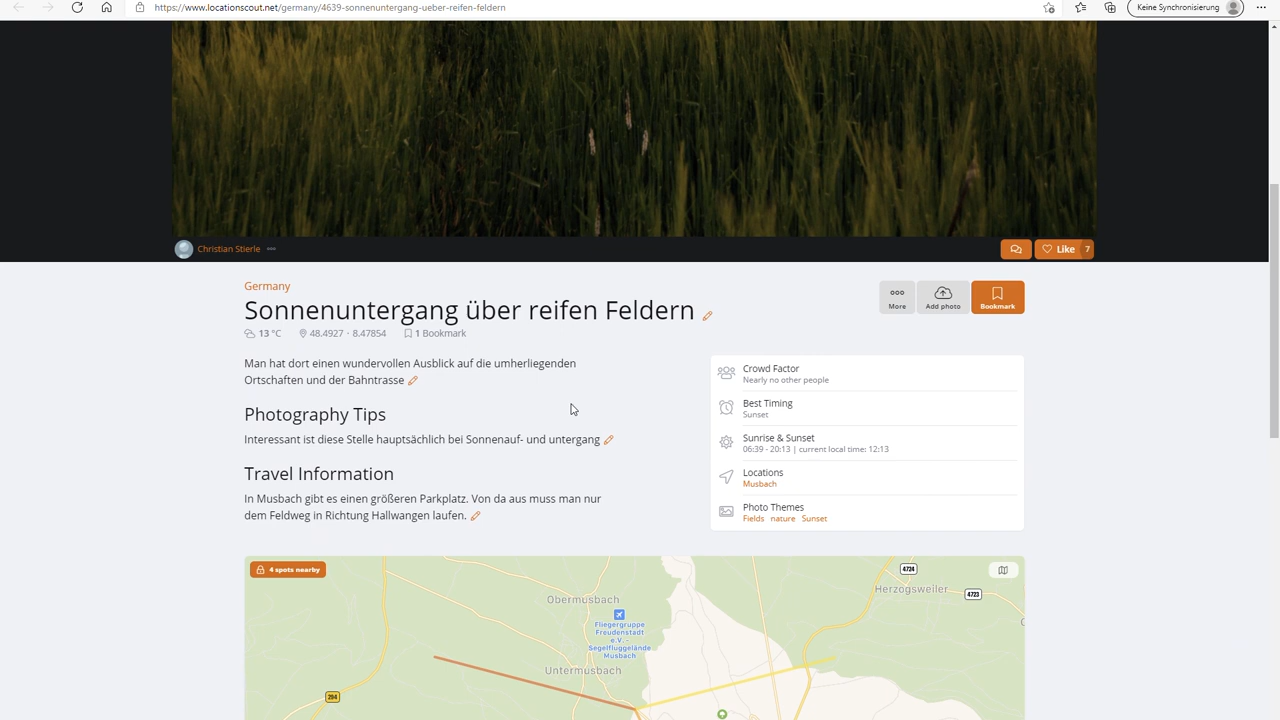 https://www.locationscout.net/germany/4639-sonnenuntergang-ueber-reifen-feldern
Keine Synchronisierung
Christian Stierle
Like 7
Germany
Sonnenuntergang über reifen Feldern
More
Add photo
Bookmark
13 °C
48.4927 · 8.47854
1 Bookmark
Man hat dort einen wundervollen Ausblick auf die umherliegenden
Ortschaften und der Bahntrasse
Photography Tips
Interessant ist diese Stelle hauptsächlich bei Sonnenauf- und untergang
Travel Information
In Musbach gibt es einen größeren Parkplatz. Von da aus muss man nur
dem Feldweg in Richtung Hallwangen laufen.
Crowd Factor
Nearly no other people
Best Timing
Sunset
Sunrise & Sunset
06:39 - 20:13 | current local time: 12:13
Locations
Musbach
Photo Themes
Fields nature Sunset
4 spots nearby
4724
Herzogsweiler
4723
Obermusbach
Fliegergruppe
Freudenstadt
e.V. -
Segelfluggelände
Musbach
Untermusbach
294